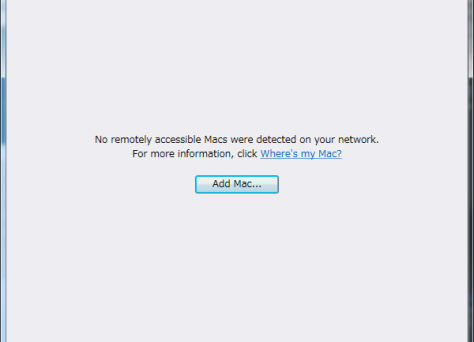 No remotely accessible Macs were detected on your network.
For more information, click Where's my Mac?
Add Mac...